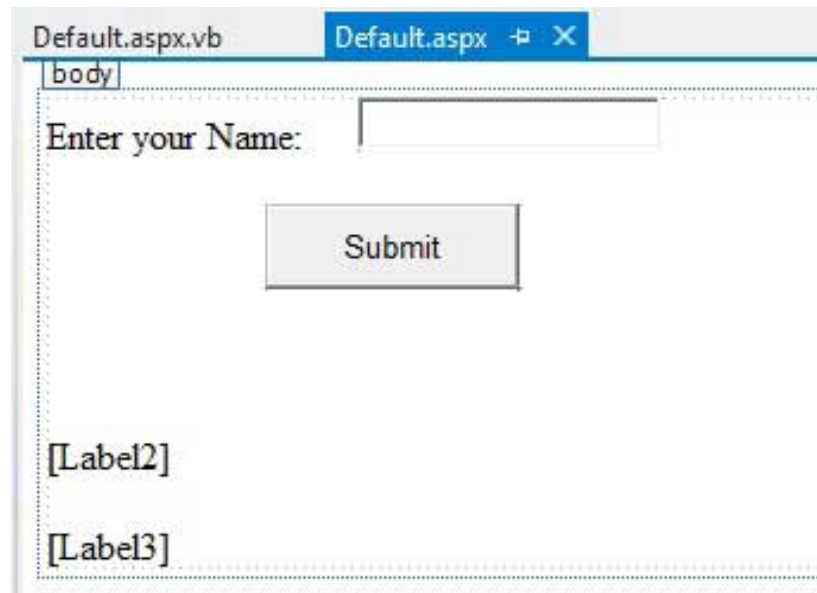 Default.aspx.vb Default.aspx
body
Enter your Name:
Submit
[Label2]
[Label3]